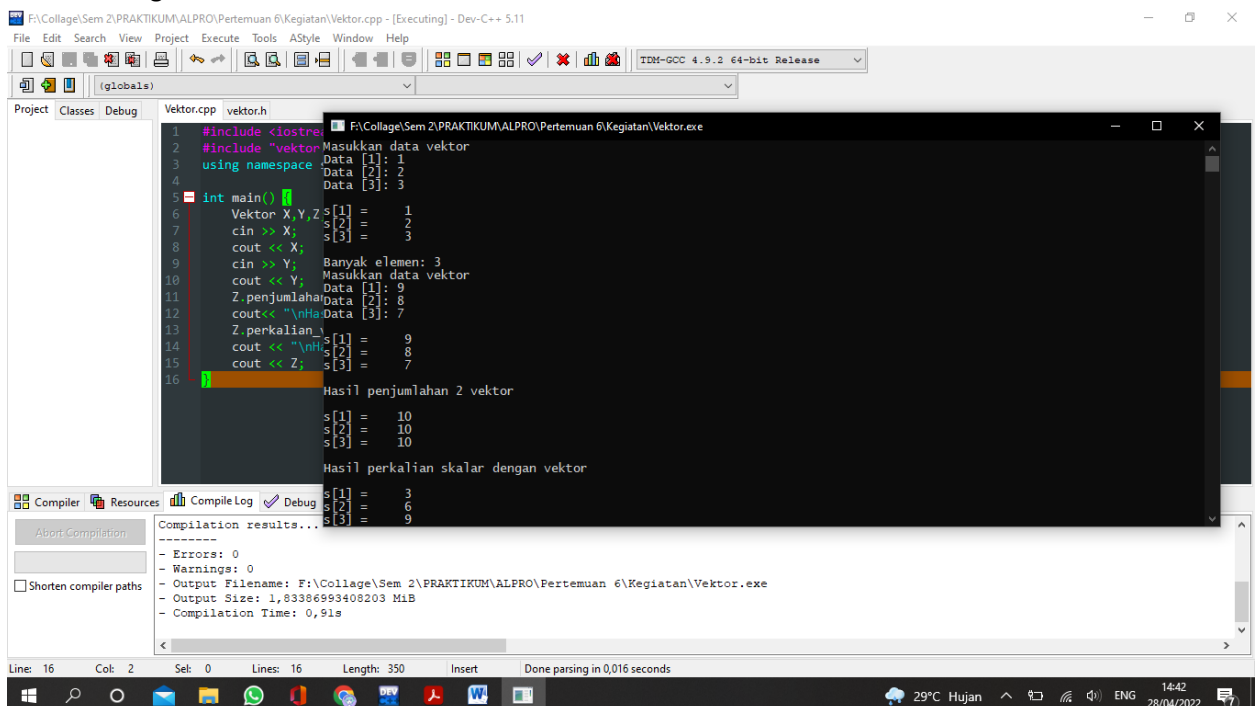 F:\Collage\Sem 2\PRAKTIKUM\ALPRO\Pertemuan 6\Kegiatan\Vektor.cpp - [Executing] - Dev-C++ 5.11
File Edit Search View Project Execute Tools AStyle Window Help
TDM-GCC 4.9.2 64-bit Release
(globals)
Project Classes Debug Vektor.cpp vektor.h
1 #include <iostre
2 #include "vektor
3 using namespace
4
5 int main() {
6 Vektor X,Y,Z
7 cin >> X;
8 cout << X;
9 cin >> Y;
10 cout << Y;
11 Z.penjumlahan
12 cout<< "\nHas
13 Z.perkalian_
14 cout << "\nHa
15 cout << Z;
16 }
F:\Collage\Sem 2\PRAKTIKUM\ALPRO\Pertemuan 6\Kegiatan\Vektor.exe
Masukkan data vektor
Data [1]: 1
Data [2]: 2
Data [3]: 3
s[1] = 1
s[2] = 2
s[3] = 3
Banyak elemen: 3
Masukkan data vektor
Data [1]: 9
Data [2]: 8
Data [3]: 7
s[1] = 9
s[2] = 8
s[3] = 7
Hasil penjumlahan 2 vektor
s[1] = 10
s[2] = 10
s[3] = 10
Hasil perkalian skalar dengan vektor
s[1] = 3
s[2] = 6
s[3] = 9
Compiler Resources Compile Log Debug
Abort Compilation
Shorten compiler paths
Compilation results...
--------
- Errors: 0
- Warnings: 0
- Output Filename: F:\Collage\Sem 2\PRAKTIKUM\ALPRO\Pertemuan 6\Kegiatan\Vektor.exe
- Output Size: 1,83386993408203 MiB
- Compilation Time: 0,91s
Line: 16 Col: 2 Sel: 0 Lines: 16 Length: 350 Insert Done parsing in 0,016 seconds
29°C Hujan ENG 14:42
28/04/2022